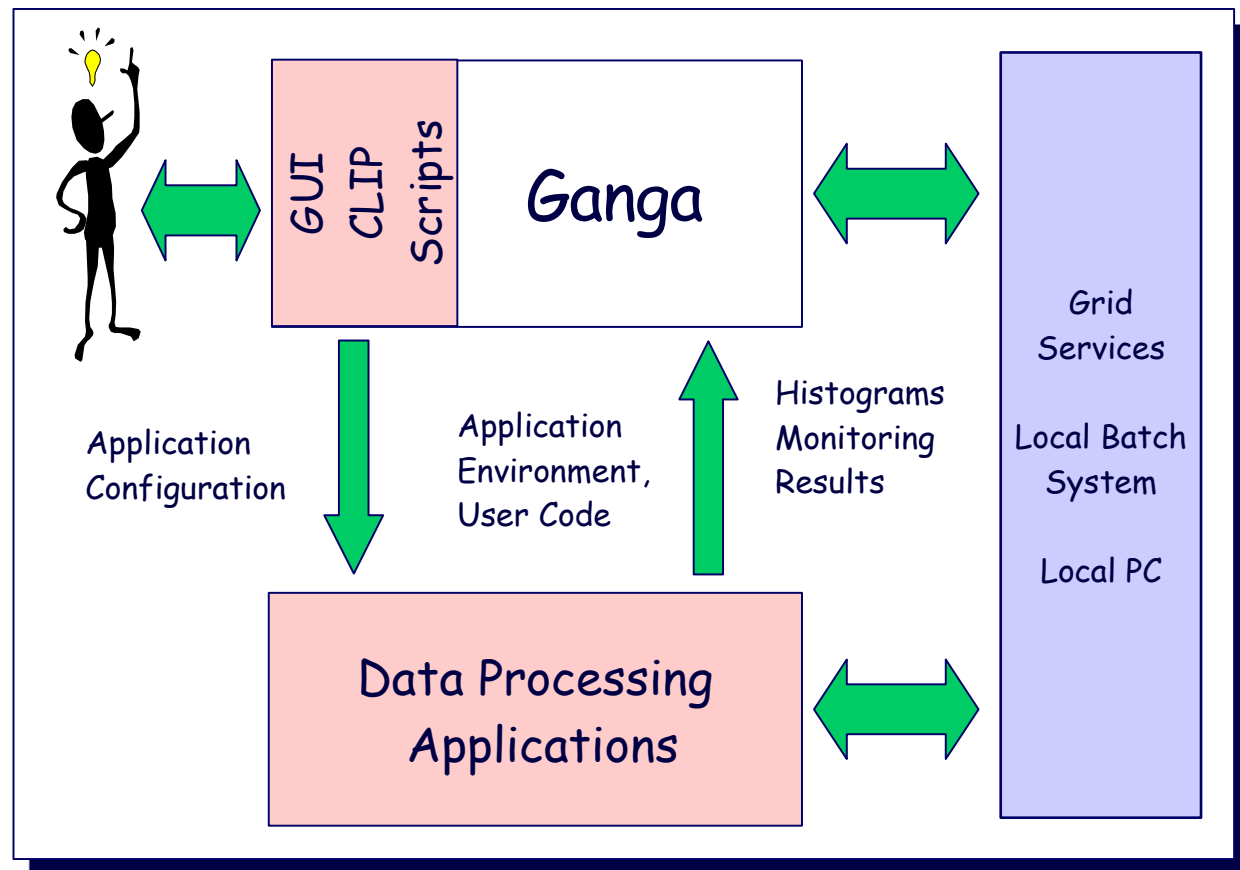 GUI
CLIP
Scripts
Ganga
Application
Configuration
Application
Environment,
User Code
Histograms
Monitoring
Results
Data Processing
Applications
Grid
Services
Local Batch
System
Local PC